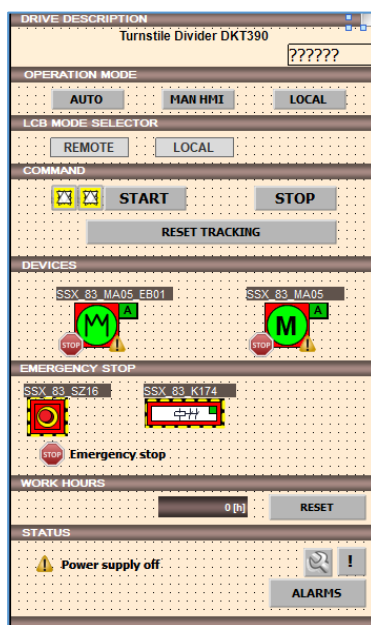 DRIVE DESCRIPTION
Turnstile Divider DKT390
??????
OPERATION MODE
AUTO MAN HMI LOCAL
LCB MODE SELECTOR
REMOTE LOCAL
COMMAND
START STOP
RESET TRACKING
DEVICES
SSX_83_MA05_EB01 SSX_83_MA05
A A
M
STOP STOP
EMERGENCY STOP
SSX_83_SZ16 SSX_83_K174
STOP Emergency stop
WORK HOURS
0 [h] RESET
STATUS
Power supply off !
ALARMS